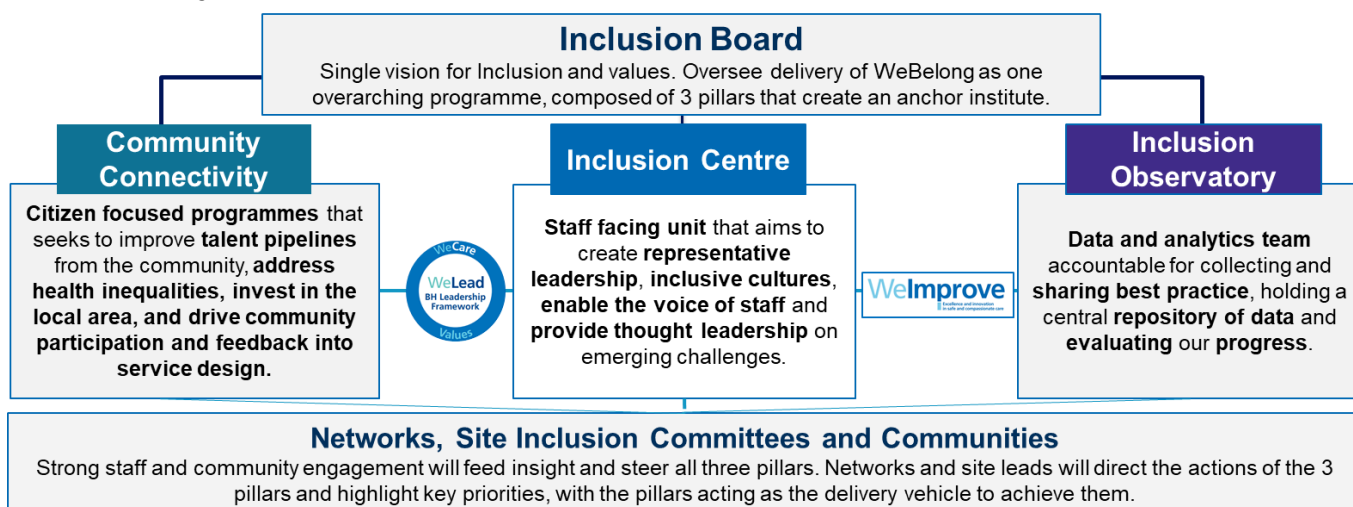 Inclusion Board
Single vision for Inclusion and values. Oversee delivery of WeBelong as one
overarching programme, composed of 3 pillars that create an anchor institute.
Community
Connectivity
Citizen focused programmes that
seeks to improve talent pipelines
from the community, address
health inequalities, invest in the
local area, and drive community
participation and feedback into
service design.
WeCare
WeLead
BH Leadership
Framework
Values
Inclusion Centre
Staff facing unit that aims to
create representative
leadership, inclusive cultures,
enable the voice of staff and
provide thought leadership on
emerging challenges.
WeImprove
Excellence and innovation
in safe and compassionate care
Inclusion
Observatory
Data and analytics team
accountable for collecting and
sharing best practice, holding a
central repository of data and
evaluating our progress.
Networks, Site Inclusion Committees and Communities
Strong staff and community engagement will feed insight and steer all three pillars. Networks and site leads will direct the actions of the 3
pillars and highlight key priorities, with the pillars acting as the delivery vehicle to achieve them.